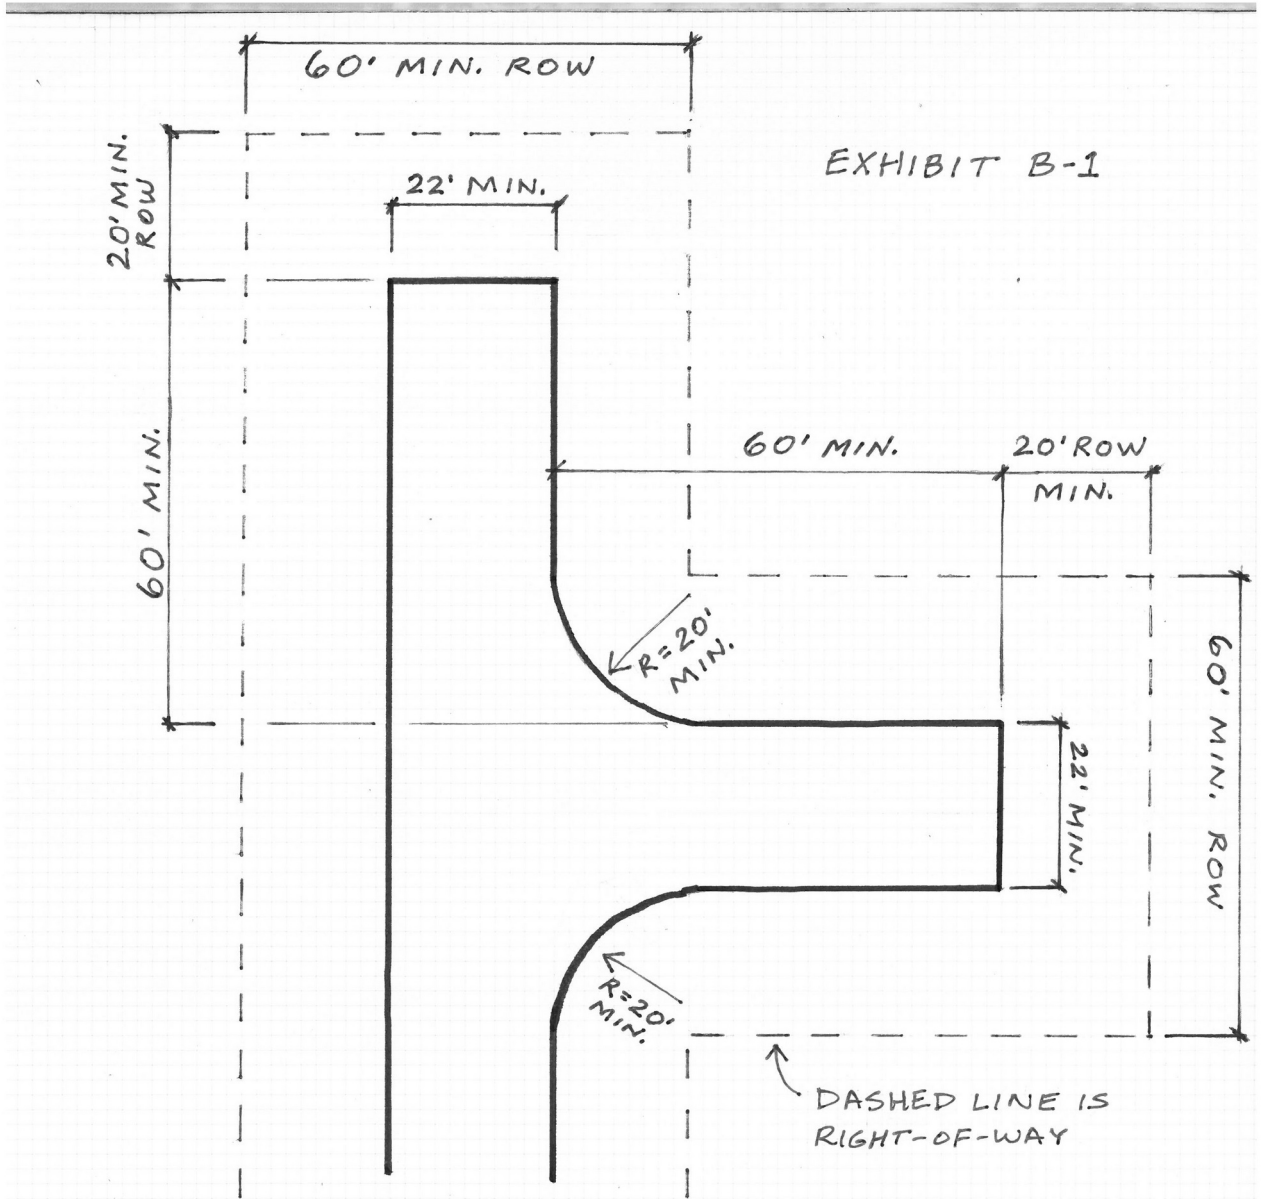 60' MIN. ROW
EXHIBIT B-1
20' MIN.
ROW
22' MIN.
60' MIN.
60' MIN.
20' ROW
MIN.
R=20'
MIN.
60' MIN. ROW
22' MIN.
R=20'
MIN.
DASHED LINE IS
RIGHT-OF-WAY